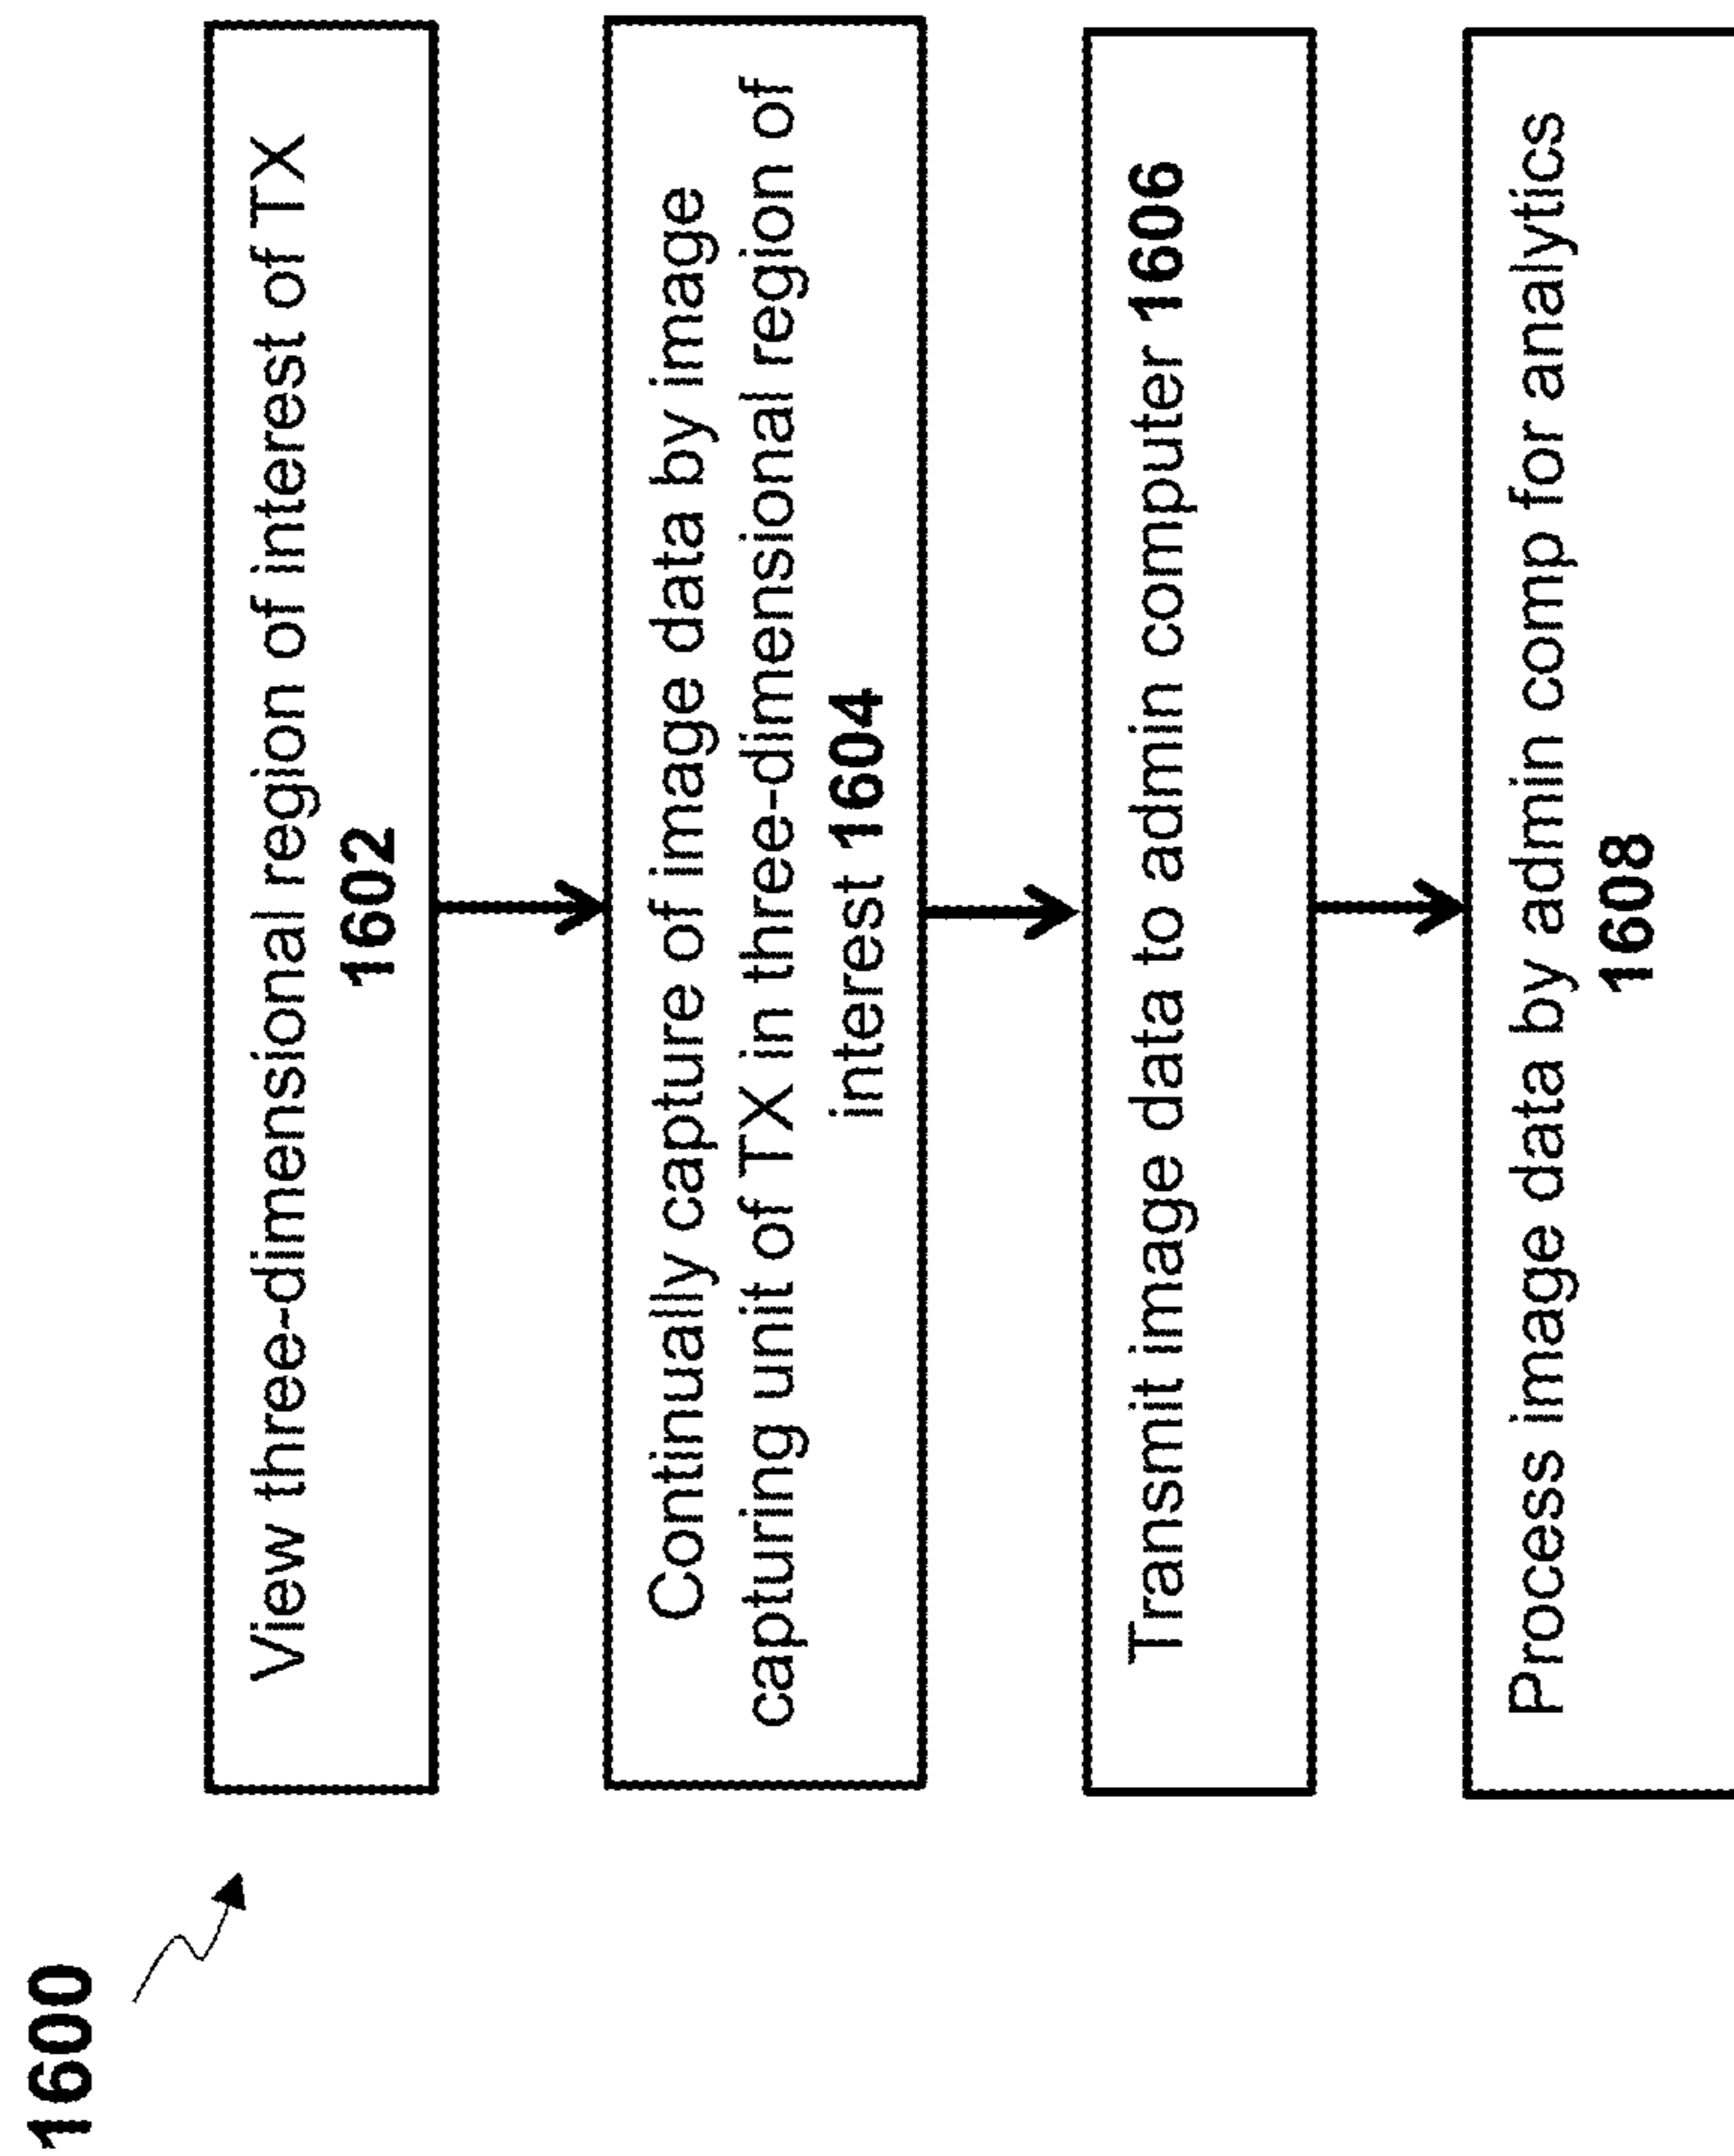 1600
View three-dimensional region of interest of TX
1602
Continually capture of image data by image
capturing unit of TX in three-dimensional region of
interest 1604
Transmit image data to admin computer 1606
Process image data by admin comp for analytics
1608